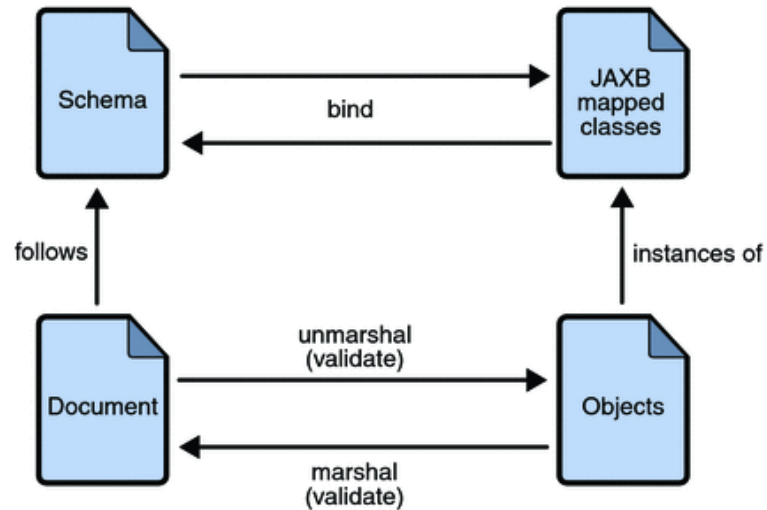 Schema
bind
JAXB
mapped
classes
follows
instances of
Document
unmarshal
(validate)
Objects
marshal
(validate)